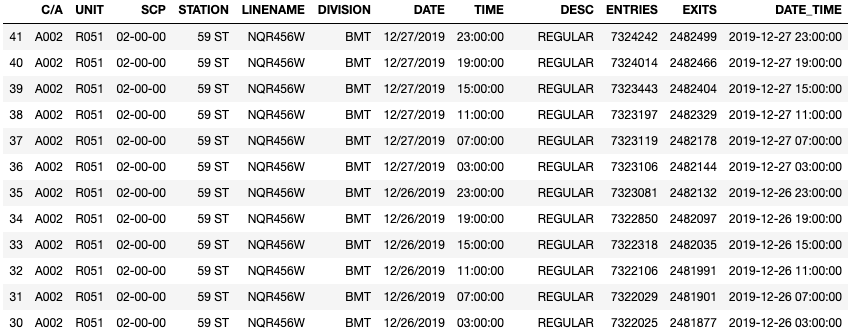 C/A UNIT SCP STATION LINENAME DIVISION DATE TIME DESC ENTRIES EXITS DATE_TIME
41 A002 R051 02-00-00 59 ST NQR456W BMT 12/27/2019 23:00:00 REGULAR 7324242 2482499 2019-12-27 23:00:00
40 A002 R051 02-00-00 59 ST NQR456W BMT 12/27/2019 19:00:00 REGULAR 7324014 2482466 2019-12-27 19:00:00
39 A002 R051 02-00-00 59 ST NQR456W BMT 12/27/2019 15:00:00 REGULAR 7323443 2482404 2019-12-27 15:00:00
38 A002 R051 02-00-00 59 ST NQR456W BMT 12/27/2019 11:00:00 REGULAR 7323197 2482329 2019-12-27 11:00:00
37 A002 R051 02-00-00 59 ST NQR456W BMT 12/27/2019 07:00:00 REGULAR 7323119 2482178 2019-12-27 07:00:00
36 A002 R051 02-00-00 59 ST NQR456W BMT 12/27/2019 03:00:00 REGULAR 7323106 2482144 2019-12-27 03:00:00
35 A002 R051 02-00-00 59 ST NQR456W BMT 12/26/2019 23:00:00 REGULAR 7323081 2482132 2019-12-26 23:00:00
34 A002 R051 02-00-00 59 ST NQR456W BMT 12/26/2019 19:00:00 REGULAR 7322850 2482097 2019-12-26 19:00:00
33 A002 R051 02-00-00 59 ST NQR456W BMT 12/26/2019 15:00:00 REGULAR 7322318 2482035 2019-12-26 15:00:00
32 A002 R051 02-00-00 59 ST NQR456W BMT 12/26/2019 11:00:00 REGULAR 7322106 2481991 2019-12-26 11:00:00
31 A002 R051 02-00-00 59 ST NQR456W BMT 12/26/2019 07:00:00 REGULAR 7322029 2481901 2019-12-26 07:00:00
30 A002 R051 02-00-00 59 ST NQR456W BMT 12/26/2019 03:00:00 REGULAR 7322025 2481877 2019-12-26 03:00:00